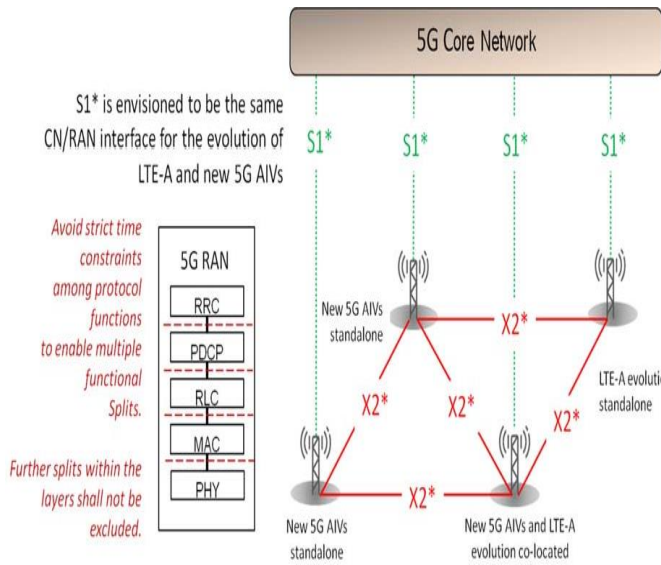 5G Core Network
S1* is envisioned to be the same
CN/RAN interface for the evolution of
LTE-A and new 5G AIVs
S1*
S1*
S1*
S1*
Avoid strict time
constraints
among protocol
functions
to enable multiple
functional
Splits.
Further splits within the
layers shall not be
excluded.
5G RAN
RRC
PDCP
RLC
MAC
PHY
New 5G AIVs
standalone
X2*
LTE-A evolutio
standalone
X2*
X2*
X2*
X2*
New 5G AIVs
standalone
New 5G AIVs and LTE-A
evolution co-located